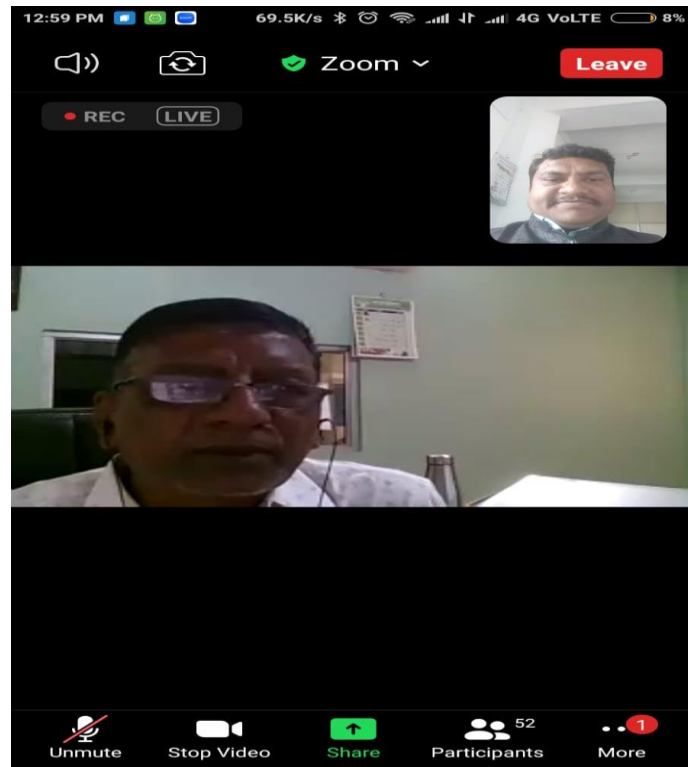 12:59 PM 69.5K/s 4G VoLTE 8%
Zoom Leave
REC LIVE
52 1
Unmute Stop Video Share Participants More